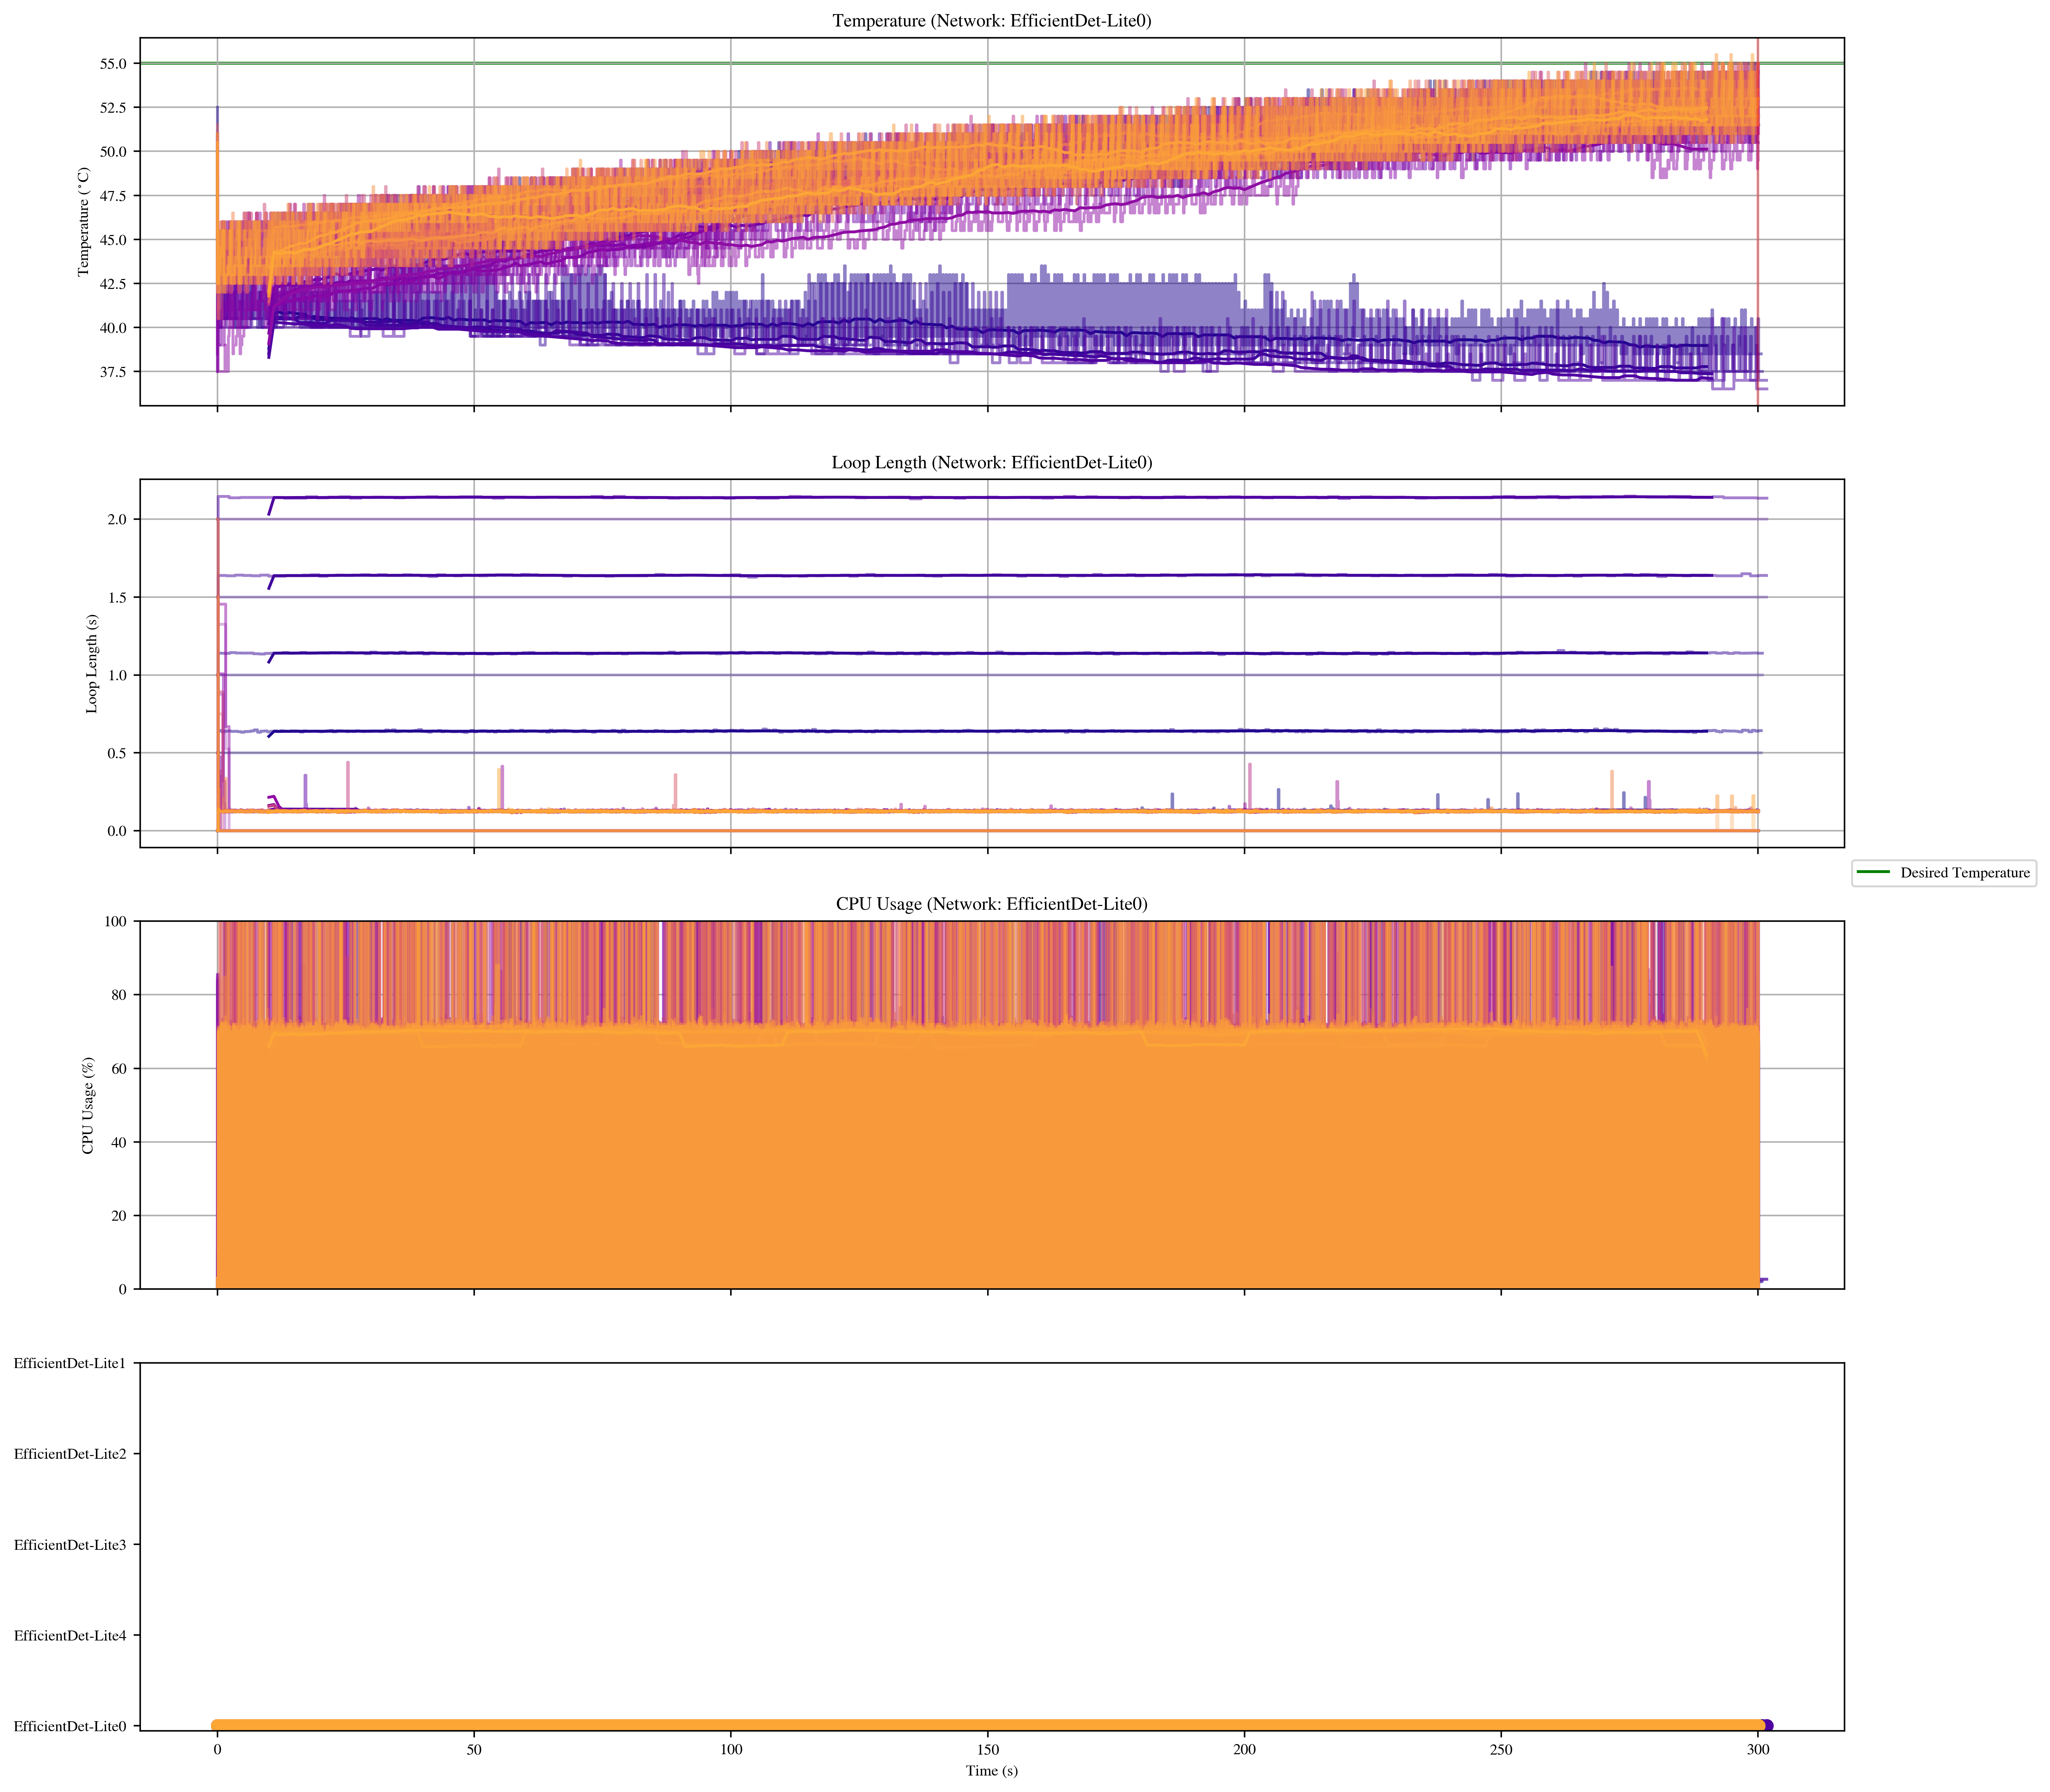 Temperature (Network: EfficientDet-Lite0)
55.0
52.5
50.0
47.5
45.0
42.5
40.0
37.5
Temperature (°C)
Loop Length (Network: EfficientDet-Lite0)
2.0
1.5
1.0
0.5
0.0
Loop Length (s)
Desired Temperature
CPU Usage (Network: EfficientDet-Lite0)
100
80
60
40
20
0
CPU Usage (%)
EfficientDet-Lite1
EfficientDet-Lite2
EfficientDet-Lite3
EfficientDet-Lite4
EfficientDet-Lite0
0 50 100 150 200 250 300
Time (s)